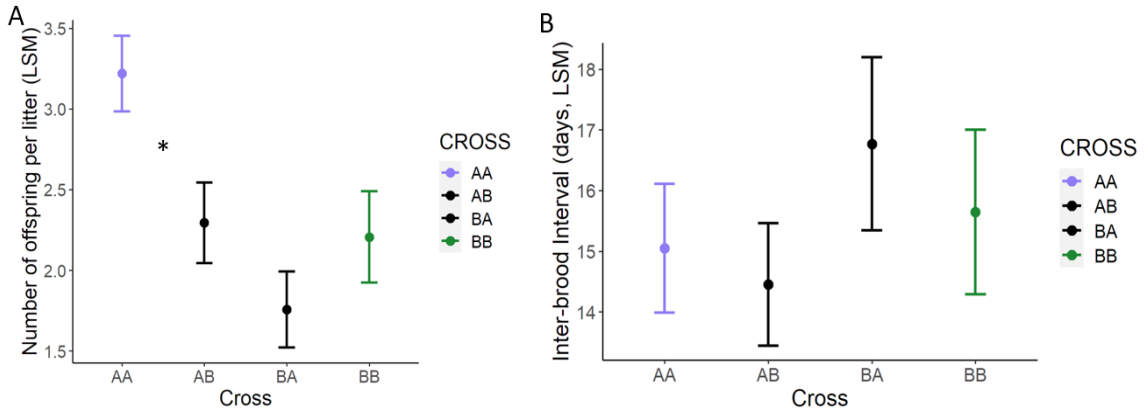 A
Number of offspring per litter (LSM)
3.5
3.0
2.5
2.0
1.5
*
AA AB BA BB
Cross
CROSS
AA
AB
BA
BB
B
Inter-brood Interval (days, LSM)
18
17
16
15
14
AA AB BA BB
Cross
CROSS
AA
AB
BA
BB